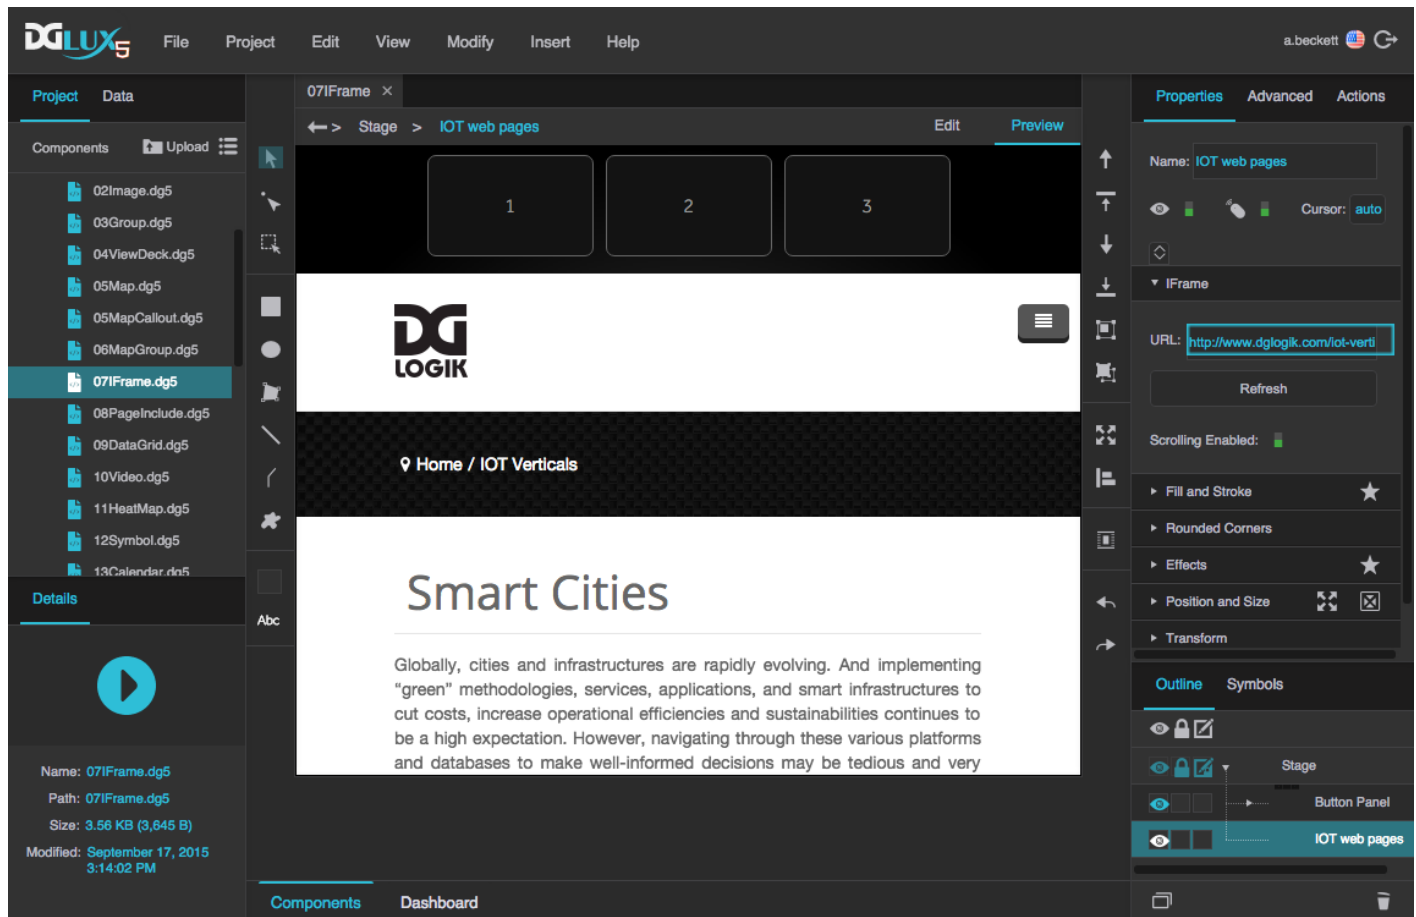 DGLUX5
File Project Edit View Modify Insert Help
a.beckett
Project Data
Components Upload
02Image.dg5
03Group.dg5
04ViewDeck.dg5
05Map.dg5
05MapCallout.dg5
06MapGroup.dg5
07IFrame.dg5
08PageInclude.dg5
09DataGrid.dg5
10Video.dg5
11HeatMap.dg5
12Symbol.dg5
13Calendar.dg5
Details
Name: 07IFrame.dg5
Path: 07IFrame.dg5
Size: 3.56 KB (3,645 B)
Modified: September 17, 2015
3:14:02 PM
Abc
07IFrame ×
> Stage > IOT web pages
Edit Preview
1 2 3
DG
LOGIK
Home / IOT Verticals
Smart Cities
Globally, cities and infrastructures are rapidly evolving. And implementing
“green” methodologies, services, applications, and smart infrastructures to
cut costs, increase operational efficiencies and sustainabilities continues to
be a high expectation. However, navigating through these various platforms
and databases to make well-informed decisions may be tedious and very
Components Dashboard
Properties Advanced Actions
Name: IOT web pages
Cursor: auto
IFrame
URL: http://www.dglogik.com/iot-verti
Refresh
Scrolling Enabled:
Fill and Stroke
Rounded Corners
Effects
Position and Size
Transform
Outline Symbols
Stage
Button Panel
IOT web pages